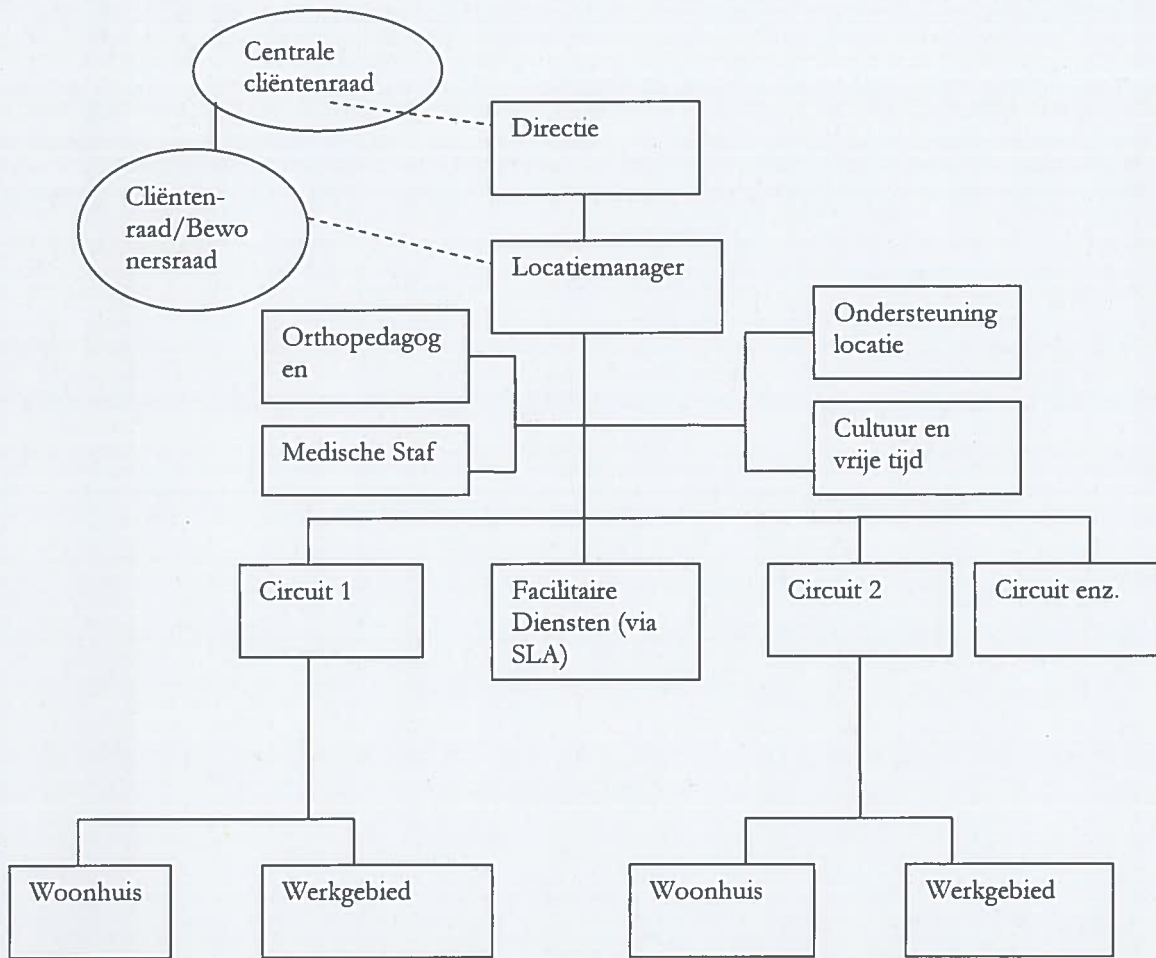 Centrale
cliëntenraad
Directie
Cliënten-
raad/Bewo
nersraad
Locatiemanager
Orthopedagog
en
Ondersteuning
locatie
Medische Staf
Cultuur en
vrije tijd
Circuit 1
Facilitaire
Diensten (via
SLA)
Circuit 2
Circuit enz.
Woonhuis
Werkgebied
Woonhuis
Werkgebied